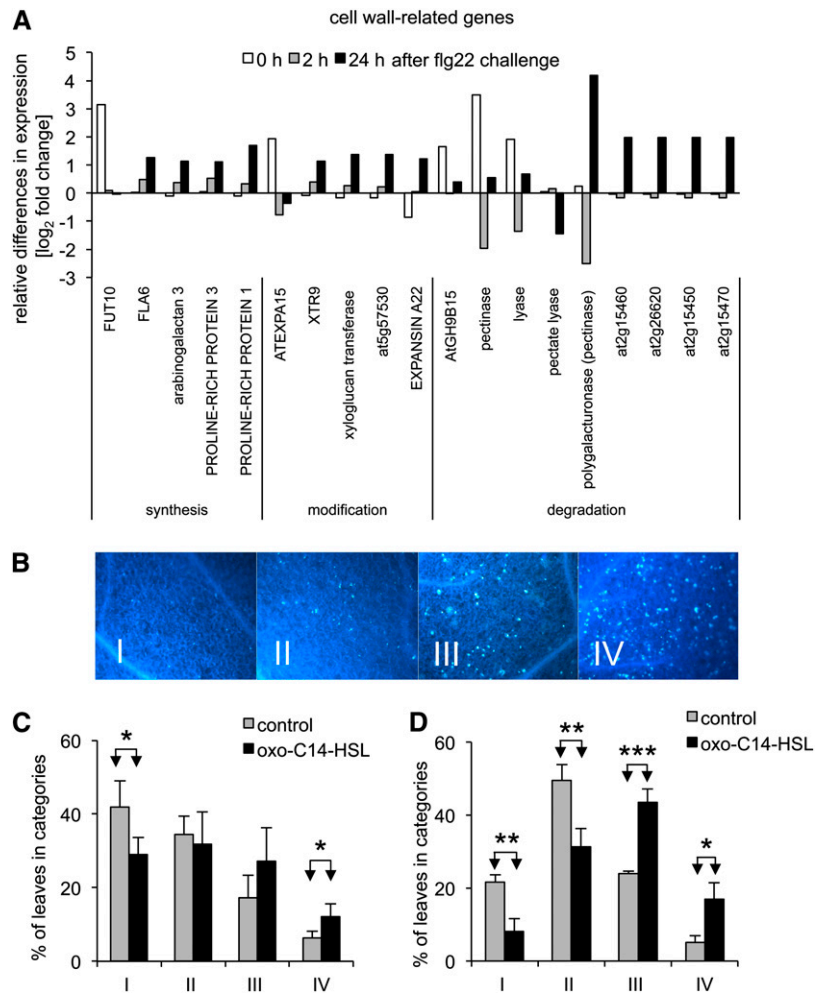 A
cell wall-related genes
0 h 2 h 24 h after flg22 challenge
relative differences in expression
[log2 fold change]
5
4
3
2
1
0
-1
-2
-3
FUT10
FLA6
arabinogalactan 3
PROLINE-RICH PROTEIN 3
PROLINE-RICH PROTEIN 1
ATEXPA15
XTR9
xyloglucan transferase
at5g57530
EXPANSIN A22
AtGH9B15
pectinase
lyase
pectate lyase
polygalacturonase (pectinase)
at2g15460
at2g26620
at2g15450
at2g15470
synthesis
modification
degradation
B
I
II
III
IV
C
control
oxo-C14-HSL
% of leaves in categories
60
40
20
0
*
*
I
II
III
IV
D
control
oxo-C14-HSL
% of leaves in categories
60
40
20
0
**
**
***
*
I
II
III
IV